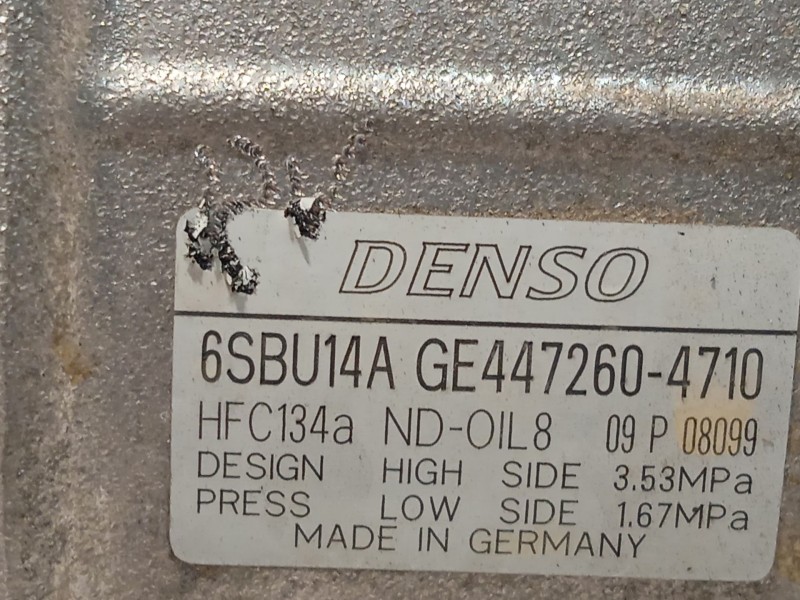 DENSO
6SBU14A GE447260-4710
HFC134a ND-OIL8 09 P 08099
DESIGN HIGH SIDE 3.53MPa
PRESS LOW SIDE 1.67MPa
MADE IN GERMANY